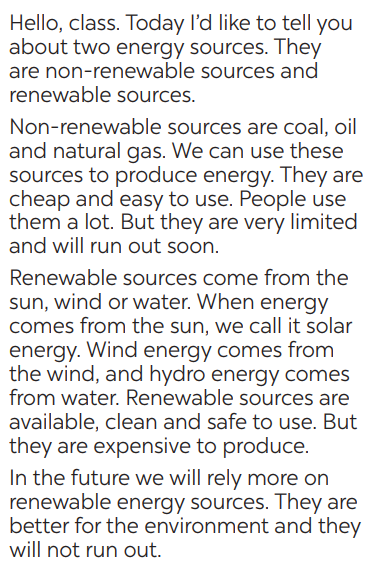 Hello, class. Today I'd like to tell you
about two energy sources. They
are non-renewable sources and
renewable sources.
Non-renewable sources are coal, oil
and natural gas. We can use these
sources to produce energy. They are
cheap and easy to use. People use
them a lot. But they are very limited
and will run out soon.
Renewable sources come from the
sun, wind or water. When energy
comes from the sun, we call it solar
energy. Wind energy comes from
the wind, and hydro energy comes
from water. Renewable sources are
available, clean and safe to use. But
they are expensive to produce.
In the future we will rely more on
renewable energy sources. They are
better for the environment and they
will not run out.